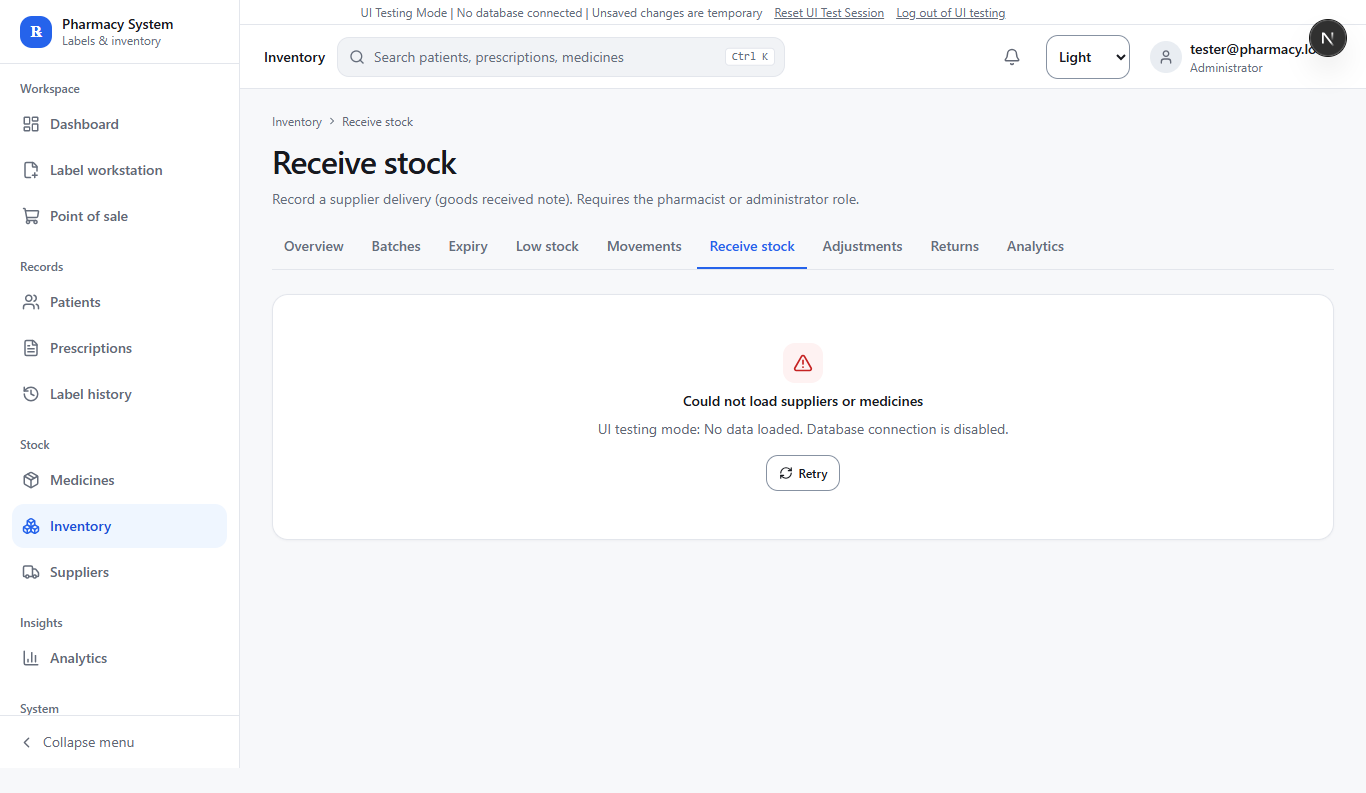 UI Testing Mode | No database connected | Unsaved changes are temporary Reset UI Test Session Log out of UI testing
Pharmacy System
Labels & inventory
Inventory
Search patients, prescriptions, medicines
Ctrl K
Light
tester@pharmacy.lo
Administrator
N
Workspace
Dashboard
Label workstation
Point of sale
Records
Patients
Prescriptions
Label history
Stock
Medicines
Inventory
Suppliers
Insights
Analytics
System
Collapse menu
Inventory > Receive stock
Receive stock
Record a supplier delivery (goods received note). Requires the pharmacist or administrator role.
Overview Batches Expiry Low stock Movements Receive stock Adjustments Returns Analytics
Could not load suppliers or medicines
UI testing mode: No data loaded. Database connection is disabled.
Retry